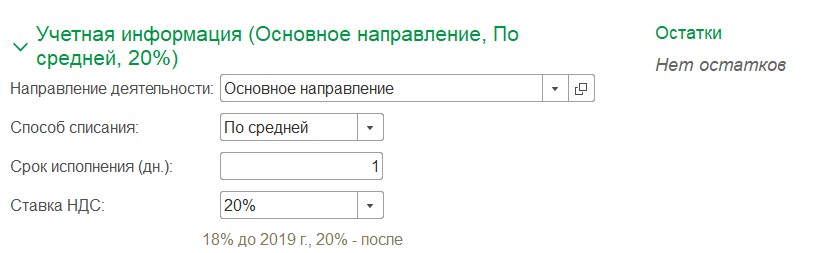 Учетная информация (Основное направление, По
средней, 20%)
Остатки
Нет остатков
Направление деятельности: Основное направление
Способ списания: По средней
Срок исполнения (дн.): 1
Ставка НДС: 20%
18% до 2019 г., 20% - после